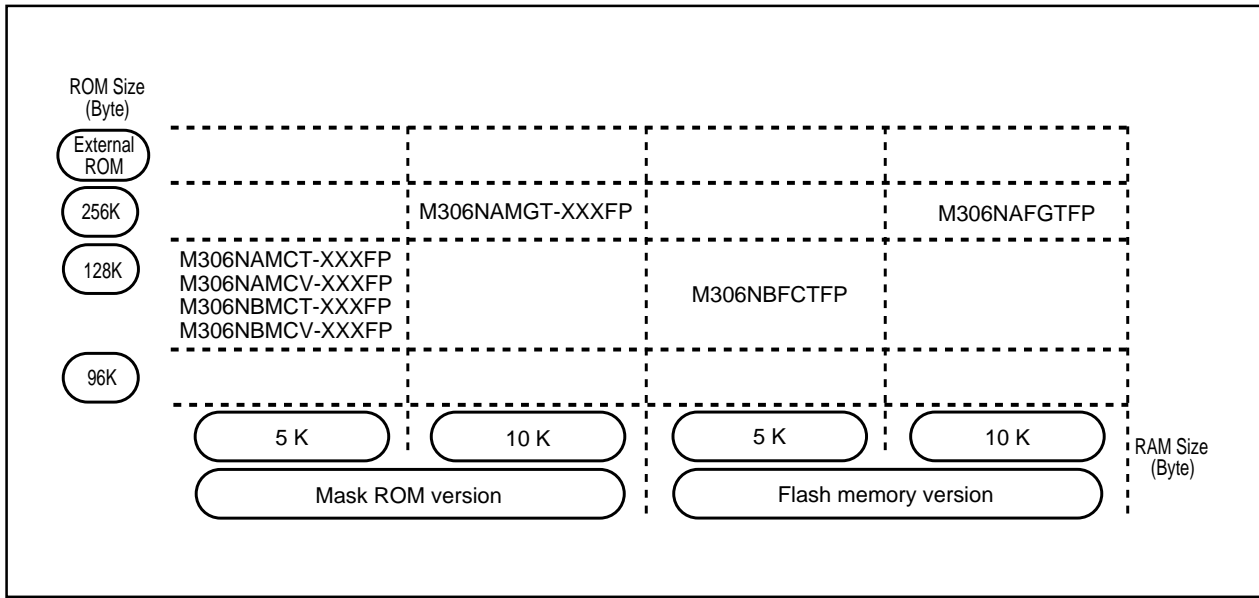 ROM Size
(Byte)
External
ROM
256K
M306NAMGT-XXXFP
M306NAFGTFP
128K
M306NAMCT-XXXFP
M306NAMCV-XXXFP
M306NBMCT-XXXFP
M306NBMCV-XXXFP
M306NBFCTFP
96K
5 K
10 K
5 K
10 K
RAM Size
(Byte)
Mask ROM version
Flash memory version